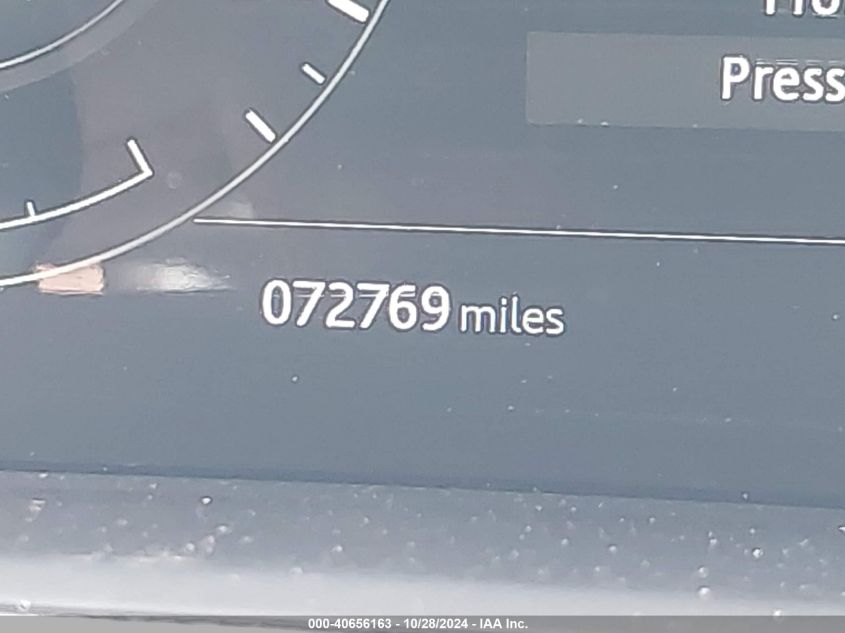 Press
072769 miles
000-40656163 - 10/28/2024 - IAA Inc.